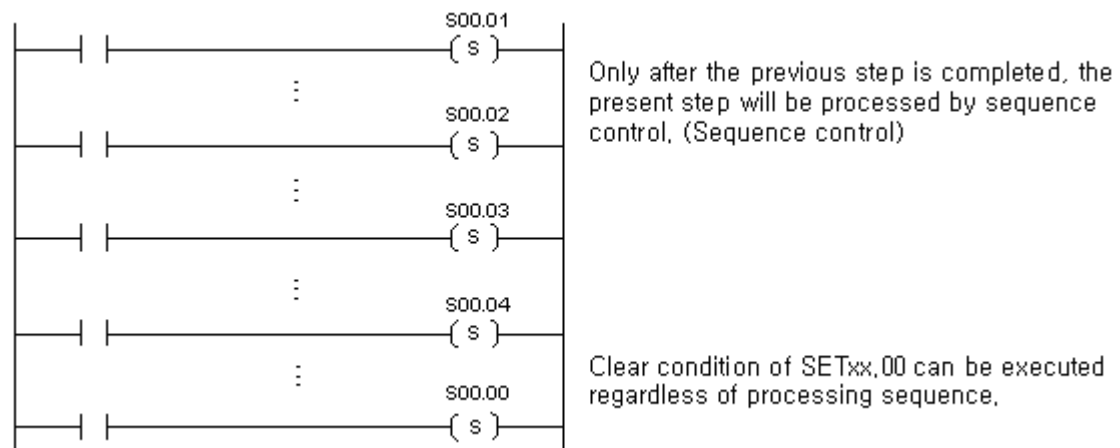 S00.01
( S )
Only after the previous step is completed, the
present step will be processed by sequence
control, (Sequence control)
S00.02
( S )
S00.03
( S )
S00.04
( S )
Clear condition of SETxx,00 can be executed
regardless of processing sequence,
S00.00
( S )